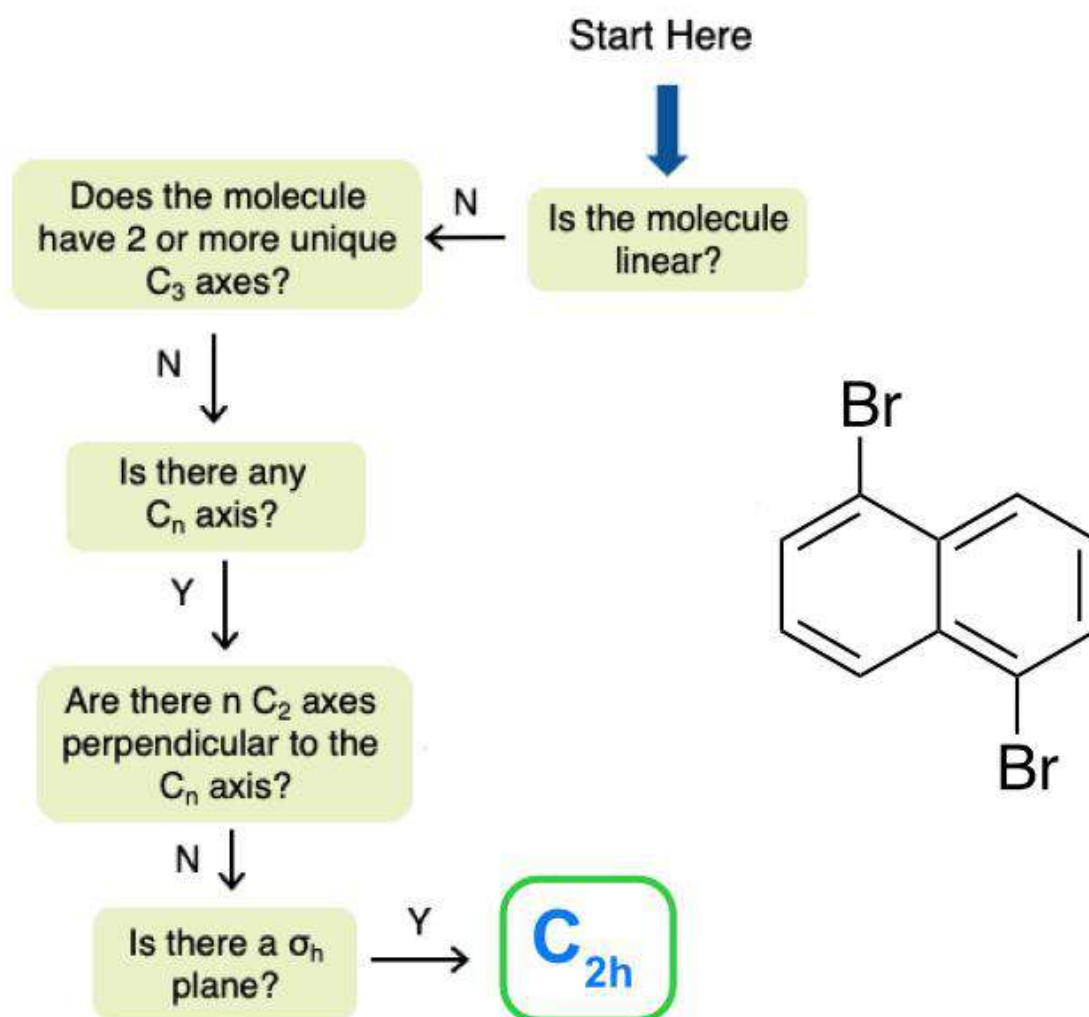 Start Here
Is the molecule
linear?
N
Does the molecule
have 2 or more unique
C₃ axes?
N
Is there any
Cₙ axis?
Y
Are there n C₂ axes
perpendicular to the
Cₙ axis?
N
Is there a σₕ
plane?
Y
C₂ₕ
Br
Br